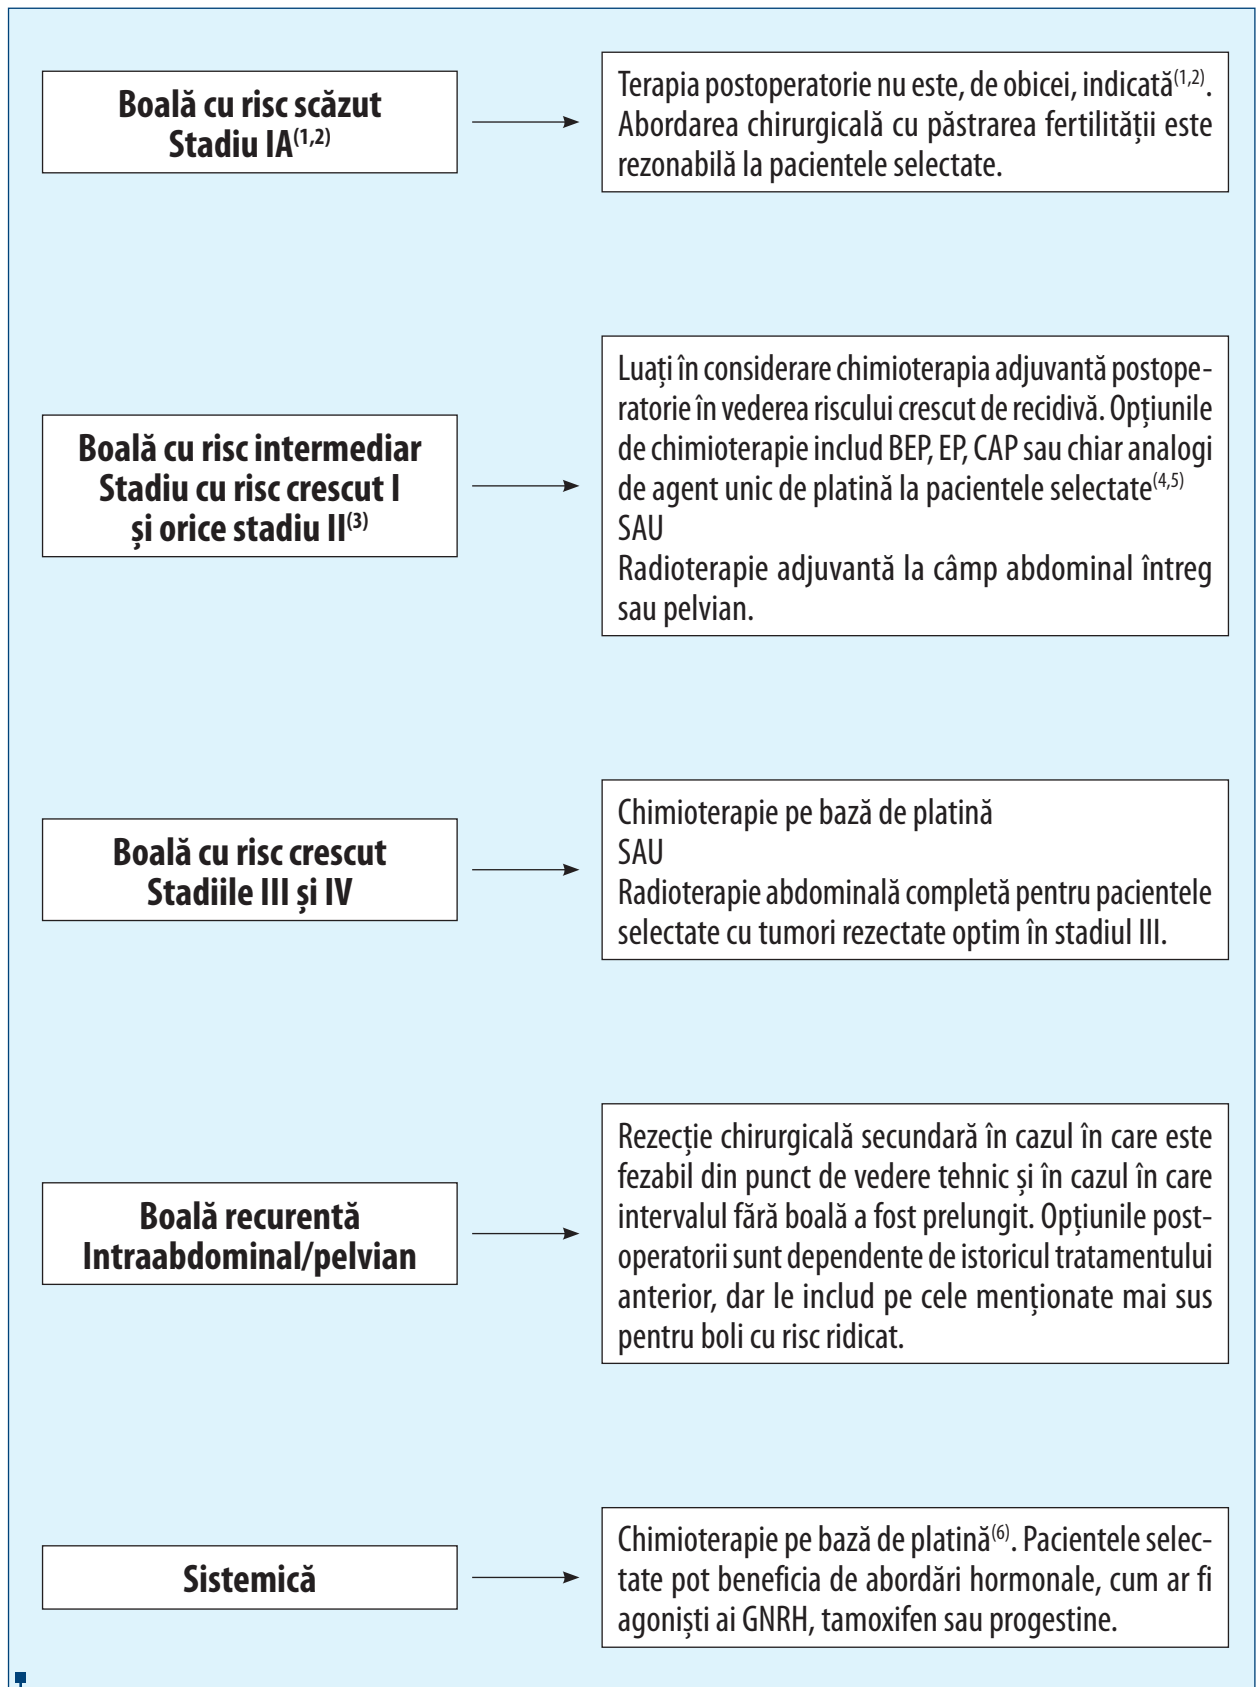 Boală cu risc scăzut
Stadiu IA(1,2)
Terapia postoperatorie nu este, de obicei, indicată(1,2).
Abordarea chirurgicală cu păstrarea fertilității este
rezonabilă la pacientele selectate.
Boală cu risc intermediar
Stadiu cu risc crescut I
și orice stadiu II(3)
Luați în considerare chimioterapia adjuvantă postope-
ratorie în vederea riscului crescut de recidivă. Opțiunile
de chimioterapie includ BEP, EP, CAP sau chiar analogi
de agent unic de platină la pacientele selectate(4,5)
SAU
Radioterapie adjuvantă la câmp abdominal întreg
sau pelvian.
Boală cu risc crescut
Stadiile III și IV
Chimioterapie pe bază de platină
SAU
Radioterapie abdominală completă pentru pacientele
selectate cu tumori rezectate optim în stadiul III.
Boală recurentă
Intraabdominal/pelvian
Rezecție chirurgicală secundară în cazul în care este
fezabil din punct de vedere tehnic și în cazul în care
intervalul fără boală a fost prelungit. Opțiunile post-
operatorii sunt dependente de istoricul tratamentului
anterior, dar le includ pe cele menționate mai sus
pentru boli cu risc ridicat.
Sistemică
Chimioterapie pe bază de platină(6). Pacientele selec-
tate pot beneficia de abordări hormonale, cum ar fi
agoniști ai GNRH, tamoxifen sau progestine.